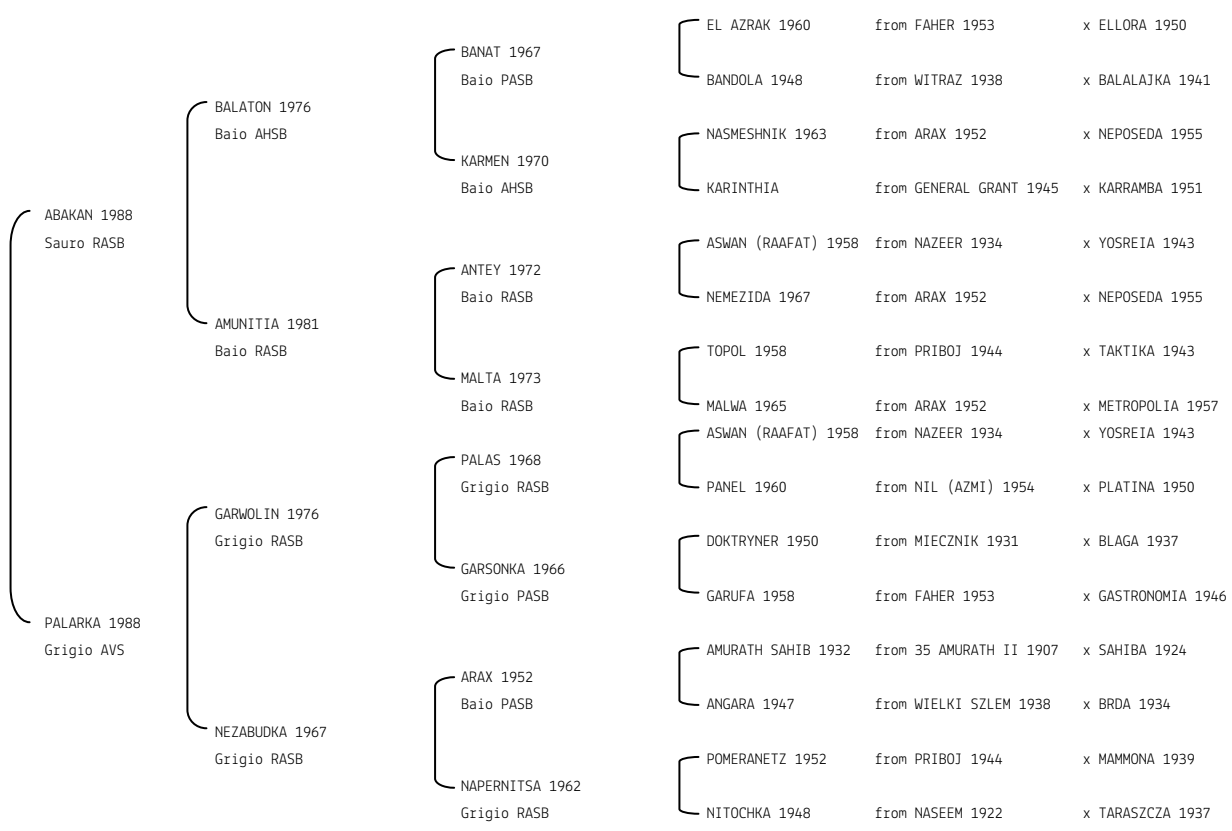 EL AZRAK 1960 from FAHER 1953 x ELLORA 1950
BANAT 1967
Baio PASB
BANDOLA 1948 from WITRAZ 1938 x BALALAJKA 1941
BALATON 1976
Baio AHSB
NASMESHNIK 1963 from ARAX 1952 x NEPOSEDA 1955
KARMEN 1970
Baio AHSB
KARINTHIA from GENERAL GRANT 1945 x KARRAMBA 1951
ABAKAN 1988
Sauro RASB
ASWAN (RAAFAT) 1958 from NAZEER 1934 x YOSREIA 1943
ANTEY 1972
Baio RASB
NEMEZIDA 1967 from ARAX 1952 x NEPOSEDA 1955
AMUNITIA 1981
Baio RASB
TOPOL 1958 from PRIBOJ 1944 x TAKTIKA 1943
MALTA 1973
Baio RASB
MALWA 1965 from ARAX 1952 x METROPOLIA 1957
ASWAN (RAAFAT) 1958 from NAZEER 1934 x YOSREIA 1943
PALAS 1968
Grigio RASB
PANEL 1960 from NIL (AZMI) 1954 x PLATINA 1950
GARWOLIN 1976
Grigio RASB
DOKTRYNER 1950 from MIECZNIK 1931 x BLAGA 1937
GARSONKA 1966
Grigio PASB
GARUFA 1958 from FAHER 1953 x GASTRONOMIA 1946
PALARKA 1988
Grigio AVS
AMURATH SAHIB 1932 from 35 AMURATH II 1907 x SAHIBA 1924
ARAX 1952
Baio PASB
ANGARA 1947 from WIELKI SZLEM 1938 x BRDA 1934
NEZABUDKA 1967
Grigio RASB
POMERANETZ 1952 from PRIBOJ 1944 x MAMMONA 1939
NAPERNITSA 1962
Grigio RASB
NITOCHKA 1948 from NASEEM 1922 x TARASZCZA 1937